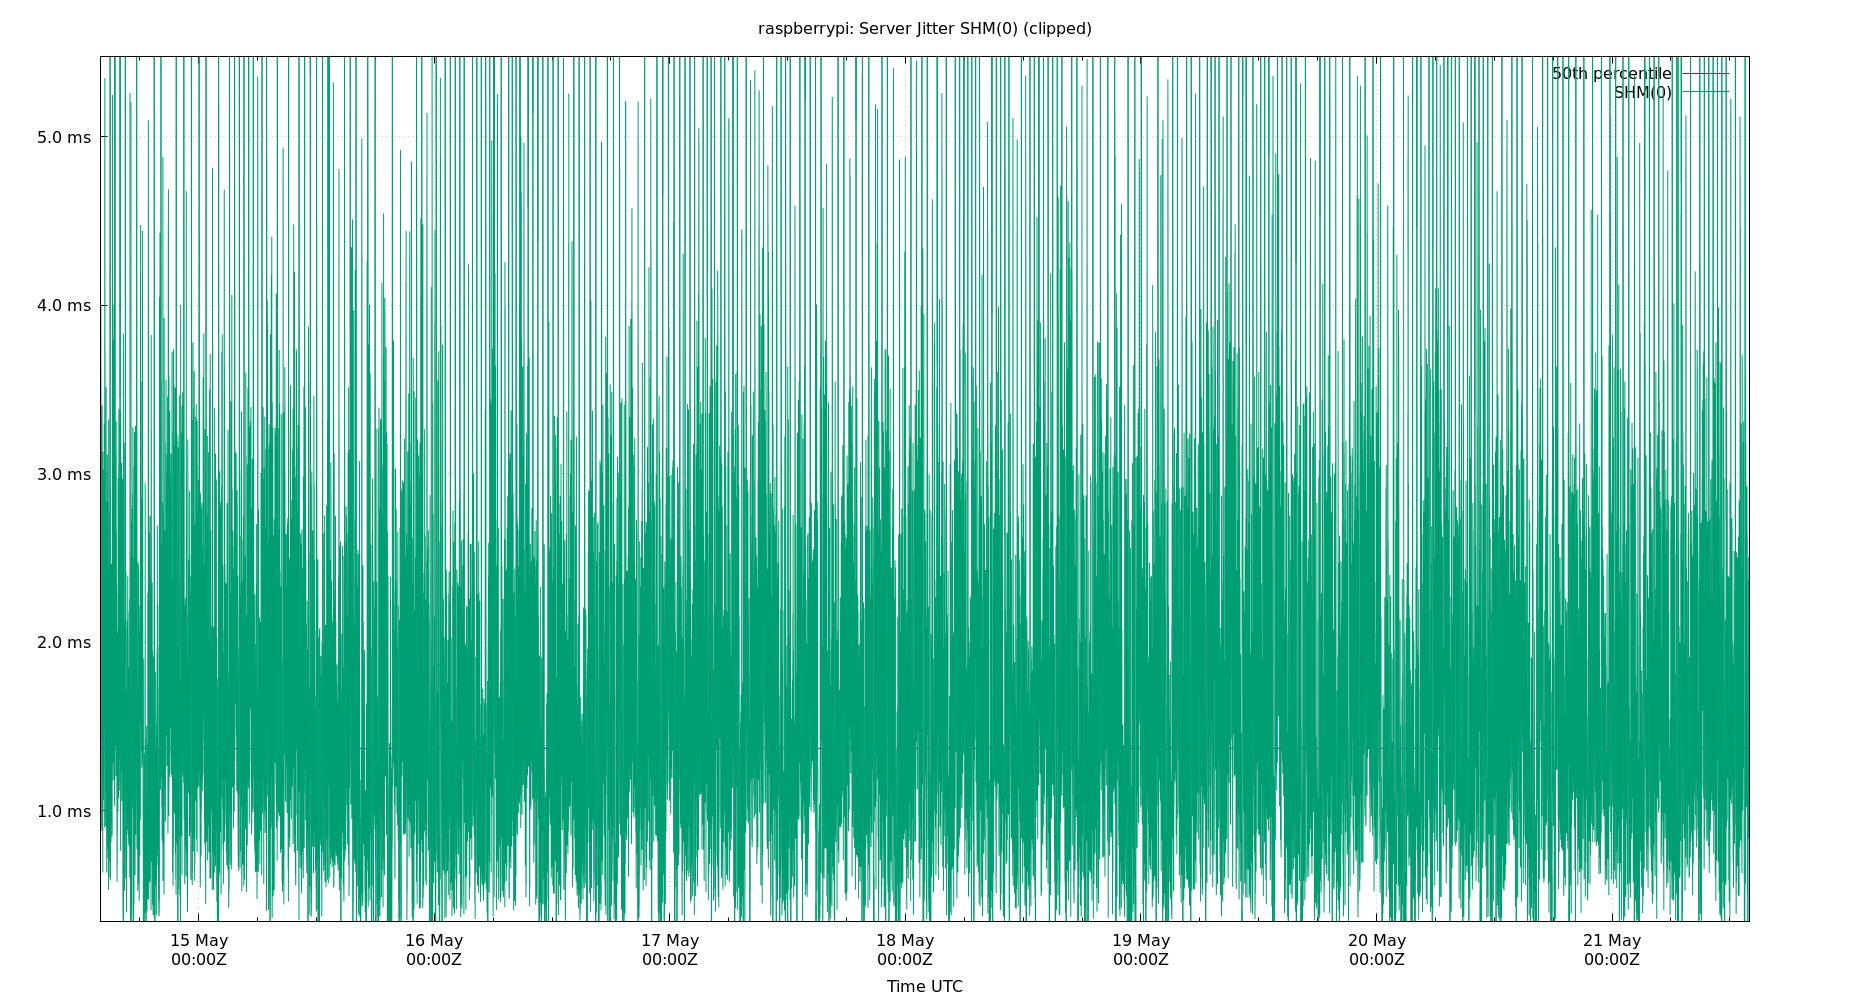 raspberrypi: Server Jitter SHM(0) (clipped)
50th percentile
SHM(0)
5.0 ms
4.0 ms
3.0 ms
2.0 ms
1.0 ms
15 May 16 May 17 May 18 May 19 May 20 May 21 May
00:00Z 00:00Z 00:00Z 00:00Z 00:00Z 00:00Z 00:00Z
Time UTC